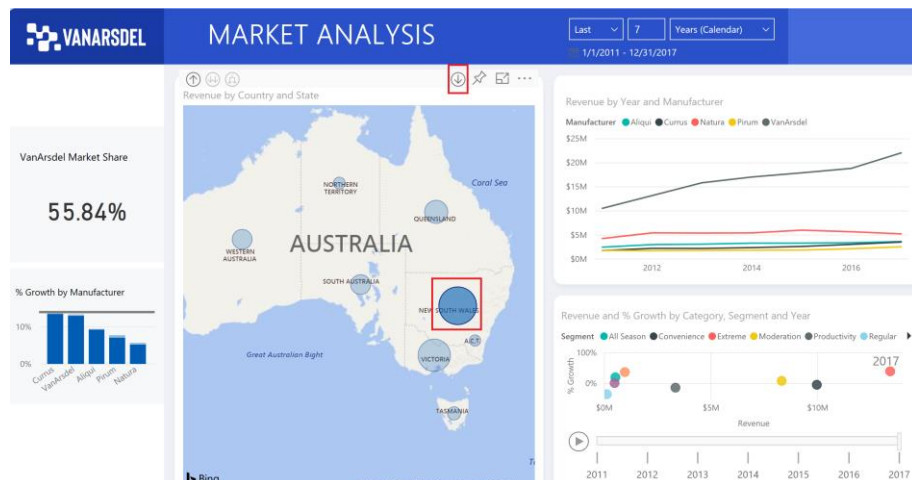 VANARSDEL
MARKET ANALYSIS
Last 7 Years (Calendar)
1/1/2011 - 12/31/2017
VanArsdel Market Share
55.84%
% Growth by Manufacturer
10%
0%
Currus VanArsdel Aliqui Pirum Natura
Revenue by Country and State
Coral Sea
NORTHERN
TERRITORY
QUEENSLAND
WESTERN
AUSTRALIA
AUSTRALIA
SOUTH AUSTRALIA
NEW SOUTH WALES
A.C.T.
Great Australian Bight
VICTORIA
TASMANIA
Bing
Revenue by Year and Manufacturer
Manufacturer Aliqui Currus Natura Pirum VanArsdel
$25M
$20M
$15M
$10M
$5M
$0M
2012 2014 2016
Revenue and % Growth by Category, Segment and Year
Segment All Season Convenience Extreme Moderation Productivity Regular
100%
2017
% Growth
0%
$0M $5M $10M
Revenue
2011 2012 2013 2014 2015 2016 2017